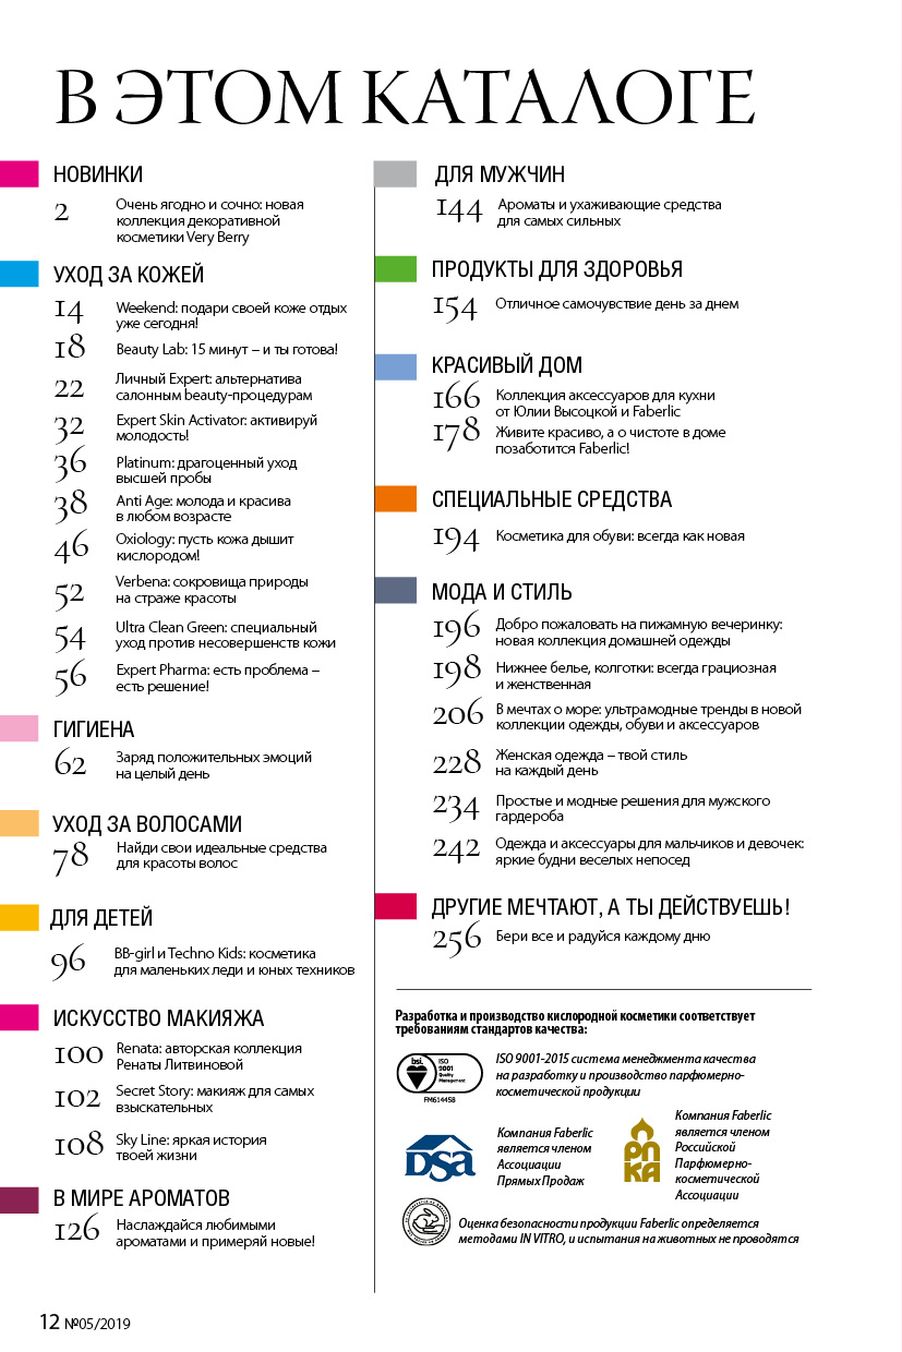 В ЭТОМ КАТАЛОГЕ
НОВИНКИ
2
Очень ягодно и сочно: новая
коллекция декоративной
косметики Very Berry
УХОД ЗА КОЖЕЙ
14
Weekend: подари своей коже отдых
уже сегодня!
18
Beauty Lab: 15 минут – и ты готова!
22
Личный Expert: альтернатива
салонным beauty-процедурам
32
Expert Skin Activator: активируй
молодость!
36
Platinum: драгоценный уход
высшей пробы
38
Anti Age: молода и красива
в любом возрасте
46
Oxiology: пусть кожа дышит
кислородом!
52
Verbena: сокровища природы
на страже красоты
54
Ultra Clean Green: специальный
уход против несовершенств кожи
56
Expert Pharma: есть проблема –
есть решение!
ГИГИЕНА
62
Заряд положительных эмоций
на целый день
УХОД ЗА ВОЛОСАМИ
78
Найди свои идеальные средства
для красоты волос
ДЛЯ ДЕТЕЙ
96
BB-girl и Techno Kids: косметика
для маленьких леди и юных техников
ИСКУССТВО МАКИЯЖА
100
Renata: авторская коллекция
Ренаты Литвиновой
102
Secret Story: макияж для самых
взыскательных
108
Sky Line: яркая история
твоей жизни
В МИРЕ АРОМАТОВ
126
Наслаждайся любимыми
ароматами и примеряй новые!
ДЛЯ МУЖЧИН
144
Ароматы и ухаживающие средства
для самых сильных
ПРОДУКТЫ ДЛЯ ЗДОРОВЬЯ
154
Отличное самочувствие день за днем
КРАСИВЫЙ ДОМ
166
Коллекция аксессуаров для кухни
от Юлии Высоцкой и Faberlic
178
Живите красиво, а о чистоте в доме
позаботится Faberlic!
СПЕЦИАЛЬНЫЕ СРЕДСТВА
194
Косметика для обуви: всегда как новая
МОДА И СТИЛЬ
196
Добро пожаловать на пижамную вечеринку:
новая коллекция домашней одежды
198
Нижнее белье, колготки: всегда грациозная
и женственная
206
В мечтах о море: ультрамодные тренды в новой
коллекции одежды, обуви и аксессуаров
228
Женская одежда – твой стиль
на каждый день
234
Простые и модные решения для мужского
гардероба
242
Одежда и аксессуары для мальчиков и девочек:
яркие будни веселых непосед
ДРУГИЕ МЕЧТАЮТ, А ТЫ ДЕЙСТВУЕШЬ!
256
Бери все и радуйся каждому дню
Разработка и производство кислородной косметики соответствует
требованиям стандартов качества:
bsi.
ISO
9001
Quality
Management
FM614458
ISO 9001-2015 система менеджмента качества
на разработку и производство парфюмерно-
косметической продукции
DSA
Компания Faberlic
является членом
Ассоциации
Прямых Продаж
РПКА
Компания Faberlic
является членом
Российской
Парфюмерно-
косметической
Ассоциации
Оценка безопасности продукции Faberlic определяется
методами IN VITRO, и испытания на животных не проводятся
12 №05/2019